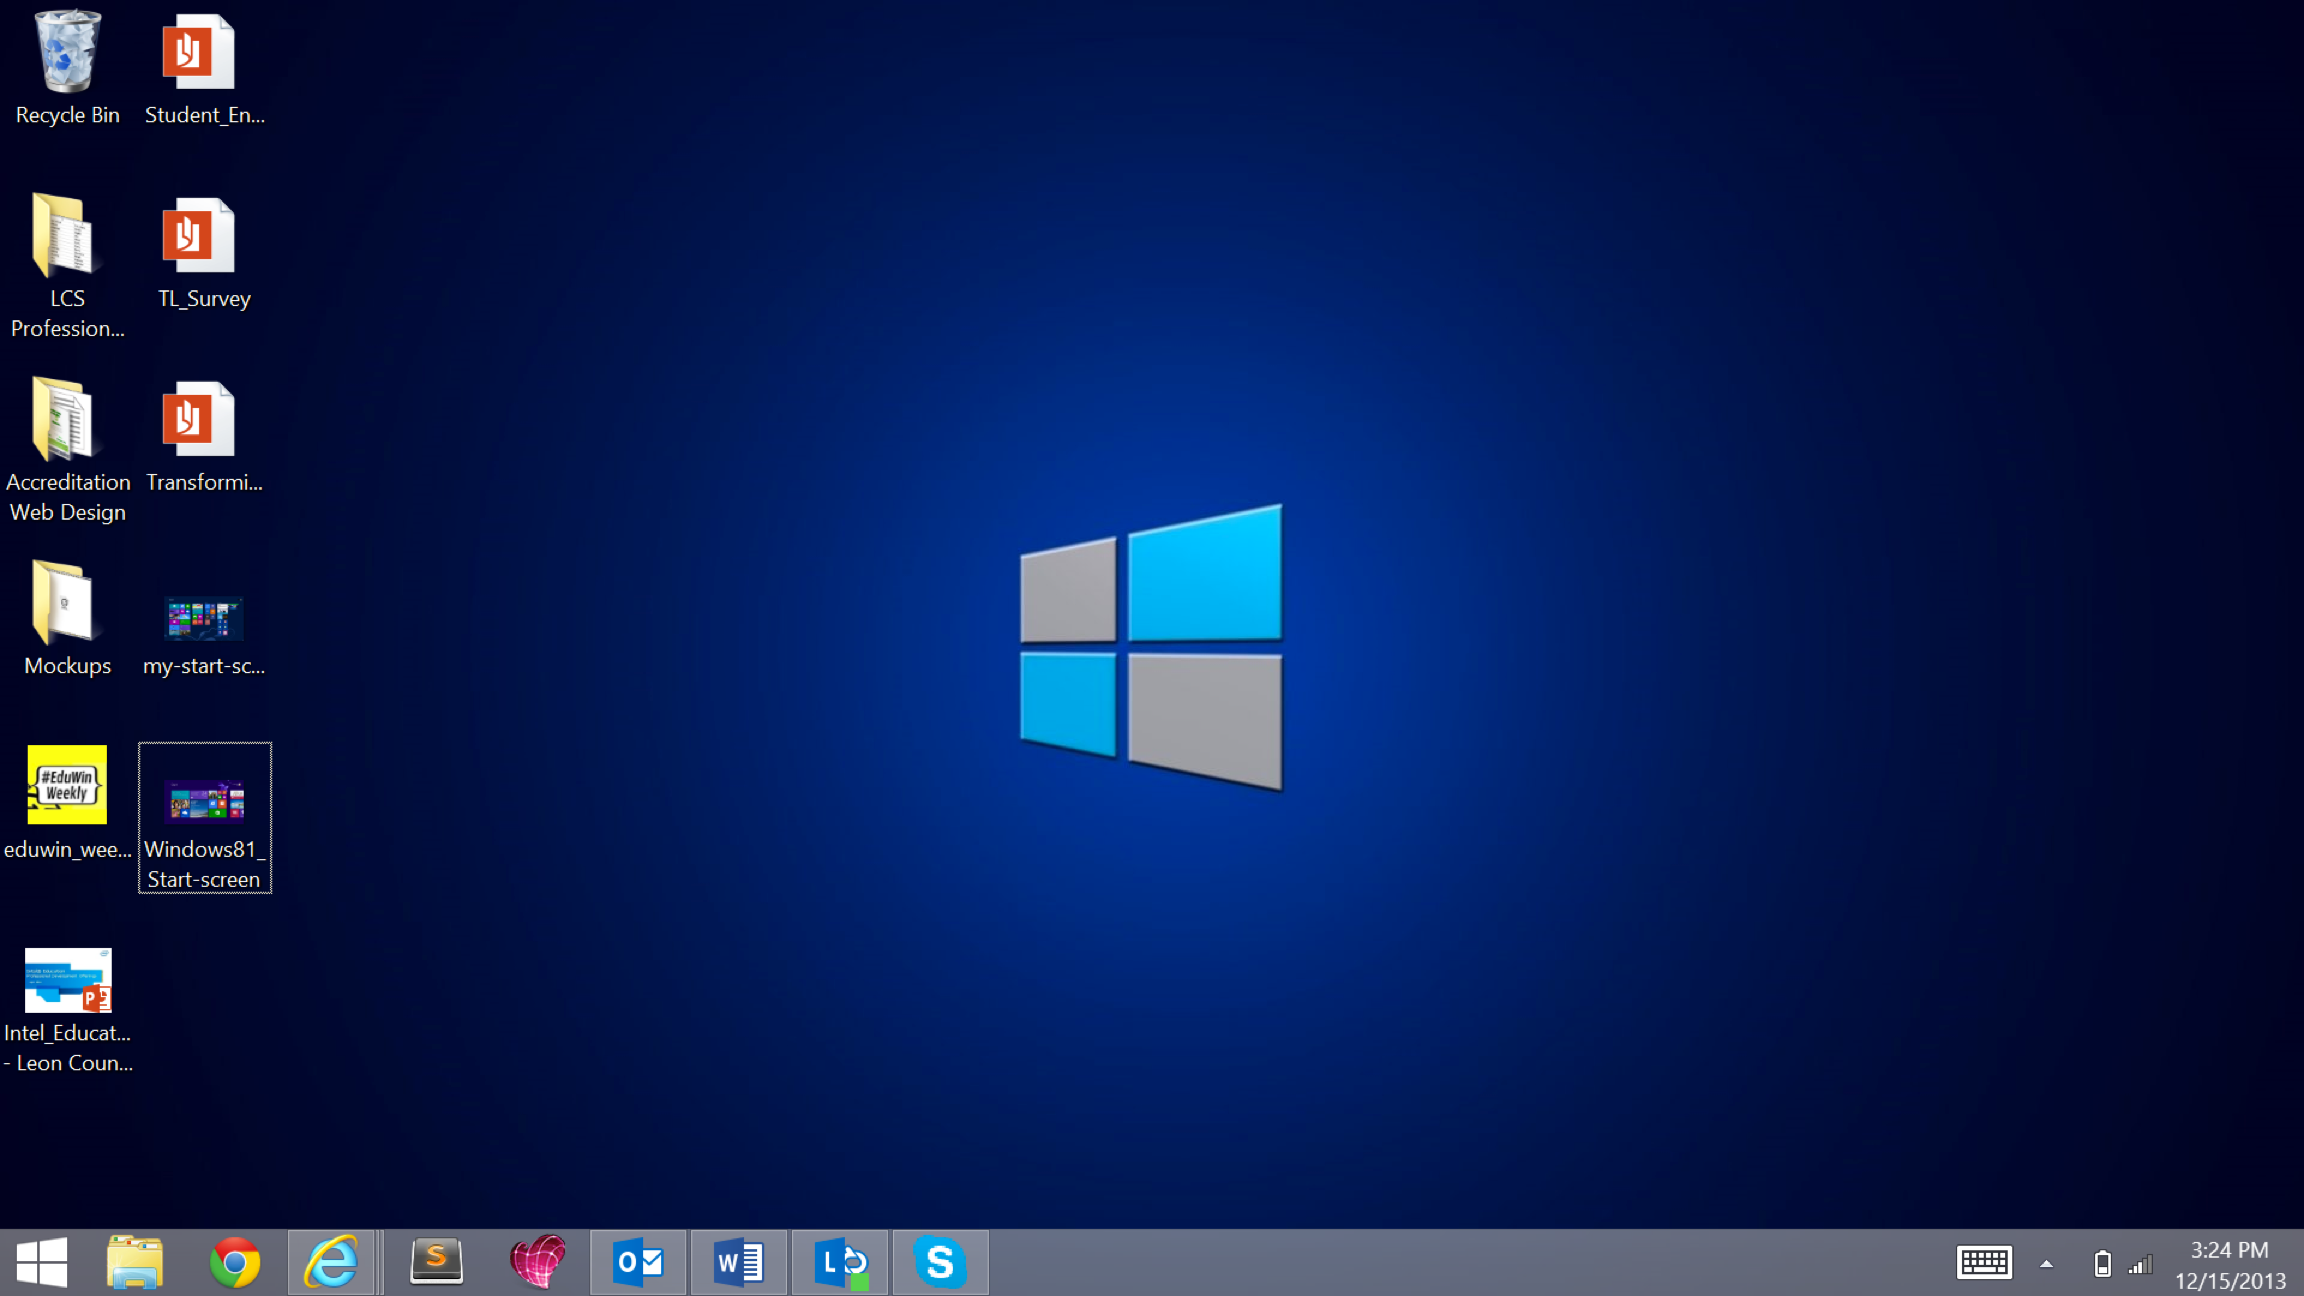 Recycle Bin
Student_En...
LCS
Profession...
TL_Survey
Accreditation
Web Design
Transformi...
Mockups
my-start-sc...
#EduWin
Weekly
eduwin_wee...
Windows81_
Start-screen
Intel_Educat...
- Leon Coun...
3:24 PM
12/15/2013